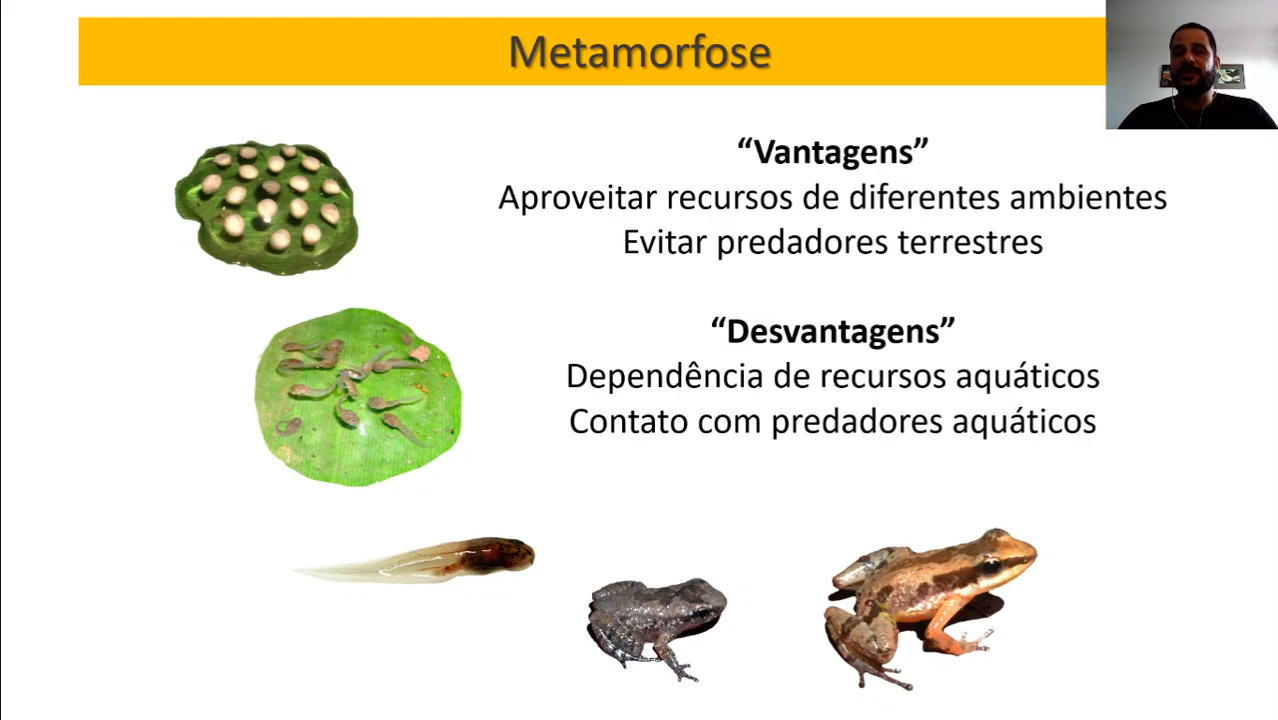 Metamorfose
“Vantagens”
Aproveitar recursos de diferentes ambientes
Evitar predadores terrestres
“Desvantagens”
Dependência de recursos aquáticos
Contato com predadores aquáticos